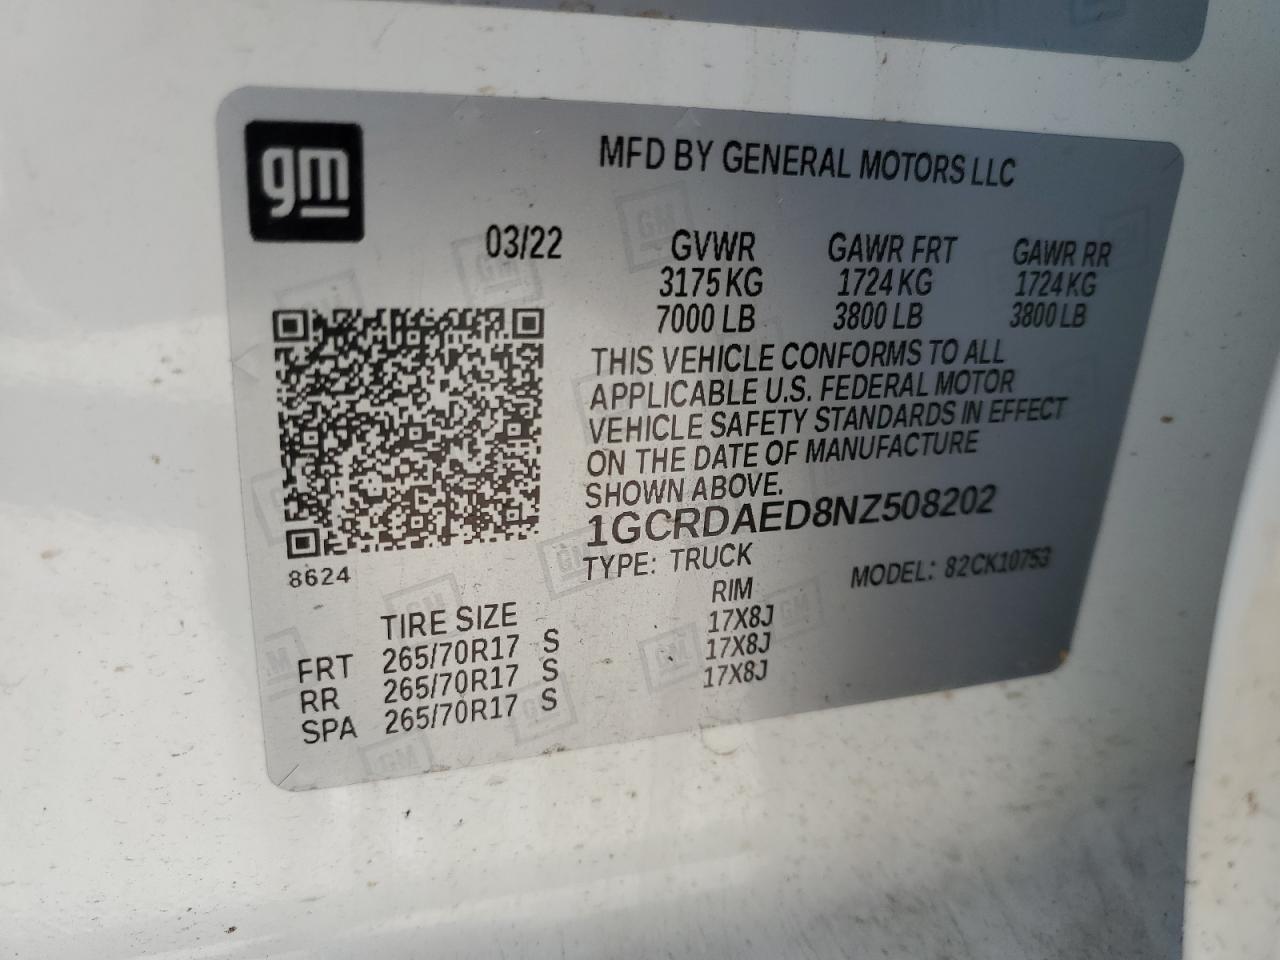 gm
MFD BY GENERAL MOTORS LLC
03/22 GVWR GAWR FRT GAWR RR
3175 KG 1724 KG 1724 KG
7000 LB 3800 LB 3800 LB
THIS VEHICLE CONFORMS TO ALL
APPLICABLE U.S. FEDERAL MOTOR
VEHICLE SAFETY STANDARDS IN EFFECT
ON THE DATE OF MANUFACTURE
SHOWN ABOVE.
1GCRDAED8NZ508202
8624
TYPE: TRUCK MODEL: 82CK10753
TIRE SIZE RIM
FRT 265/70R17 S 17X8J
RR 265/70R17 S 17X8J
SPA 265/70R17 S 17X8J